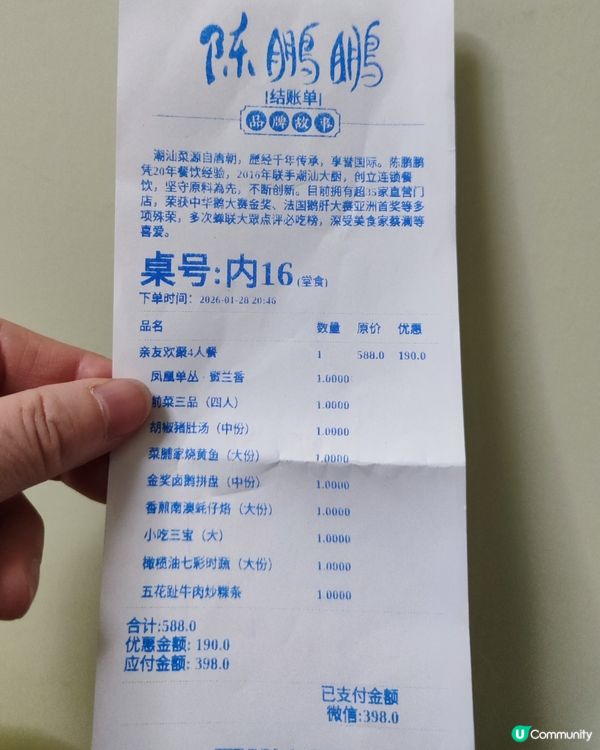 陈鹏鹏
|结账单|
品牌故事
潮汕菜源自唐朝，歷经千年传承，享誉国际。陈鹏鹏
凭20年餐饮经验，2016年联手潮汕大厨，创立连锁餐
饮，坚守原料為先，不断创新。目前拥有超35家直营门
店，荣获中华鹅大赛金奖、法国鹅肝大赛亚洲首奖等多
项殊荣，多次蝉联大眾点评必吃榜，深受美食家蔡澜等
喜爱。
桌号:内16(堂食)
下单时间：2026-01-28 20:46
品名 数量 原价 优惠
亲友欢聚4人餐 1 588.0 190.0
凤凰单丛·蜜兰香 1.0000
前菜三品（四人） 1.0000
胡椒猪肚汤（中份） 1.0000
菜脯家烧黄鱼（大份） 1.0000
金奖卤鹅拼盘（中份） 1.0000
香煎南澳蚝仔烙（大份） 1.0000
小吃三宝（大） 1.0000
橄榄油七彩时蔬（大份） 1.0000
五花趾牛肉炒粿条 1.0000
合计:588.0
优惠金额: 190.0
应付金额: 398.0
已支付金额
微信:398.0
U Community